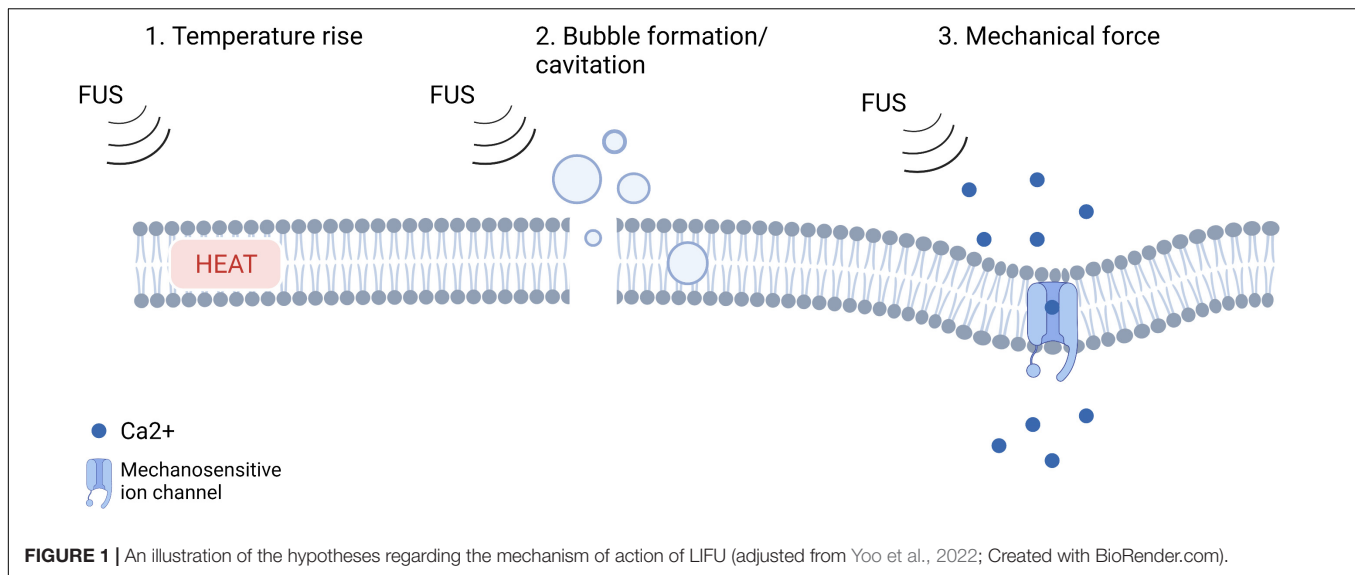 1. Temperature rise
2. Bubble formation/
cavitation
3. Mechanical force
FUS
FUS
FUS
HEAT
Ca2+
Mechanosensitive
ion channel
FIGURE 1 | An illustration of the hypotheses regarding the mechanism of action of LIFU (adjusted from Yoo et al., 2022; Created with BioRender.com).